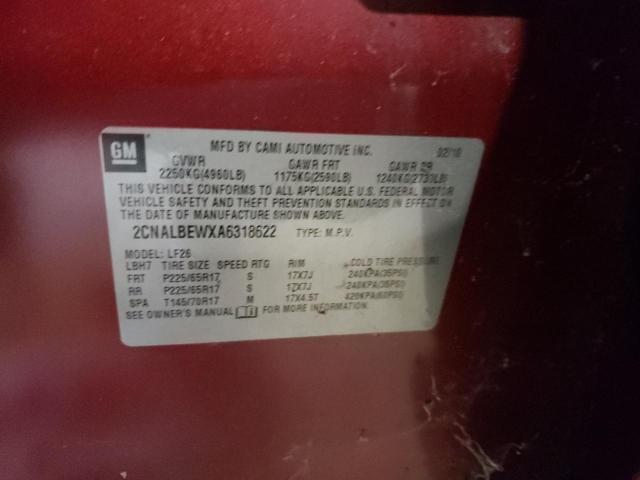 GM
MFD BY CAMI AUTOMOTIVE INC. 02/10
GVWR GAWR FRT GAWR RR
2250KG(4960LB) 1175KG(2590LB) 1240KG(2733LB)
THIS VEHICLE CONFORMS TO ALL APPLICABLE U.S. FEDERAL MOTOR
VEHICLE SAFETY AND THEFT PREVENTION STANDARDS IN EFFECT ON
THE DATE OF MANUFACTURE SHOWN ABOVE.
2CNALBEWXA6318622 TYPE: M.P.V.
MODEL: LF26
LBH7 TIRE SIZE SPEED RTG RIM COLD TIRE PRESSURE
FRT P225/65R17 S 17X7J 240KPA(35PSI)
RR P225/65R17 S 17X7J 240KPA(35PSI)
SPA T145/70R17 M 17X4.5T 420KPA(60PSI)
SEE OWNER'S MANUAL FOR MORE INFORMATION.